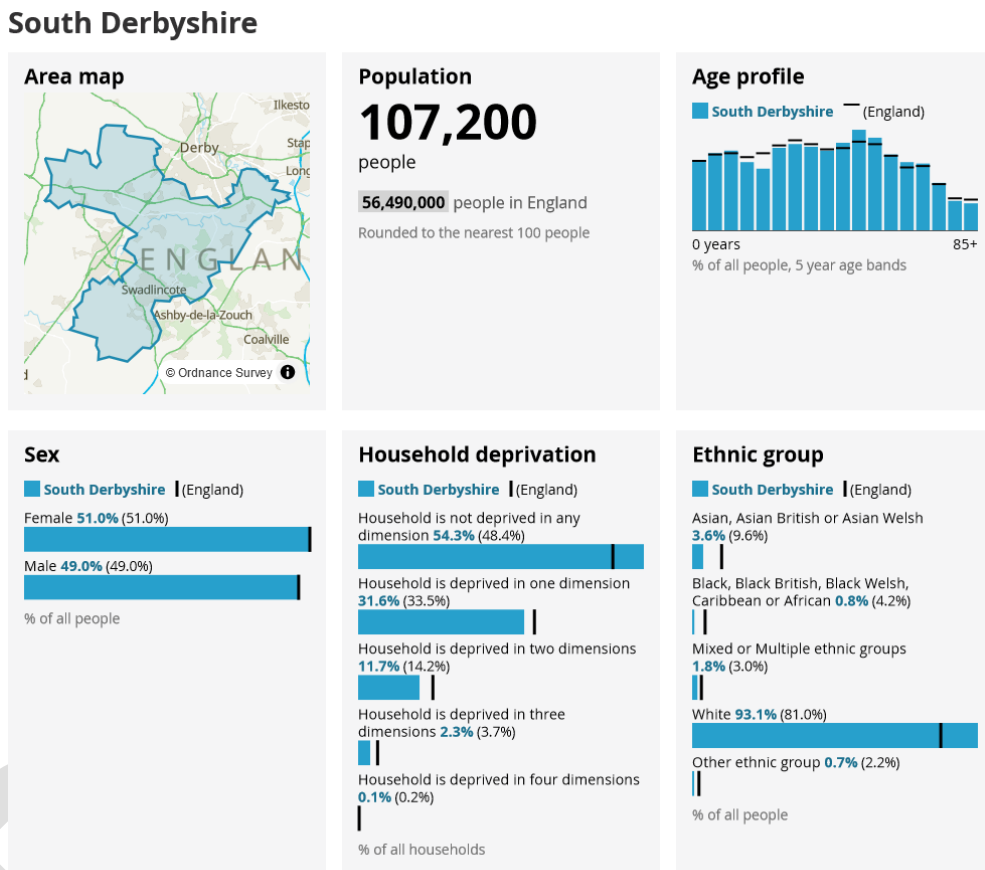 South Derbyshire
Area map
Ilkesto
Derby
Stap
Long
ENGLAN
Swadlincote
Ashby-de-la-Zouch
Coalville
d
© Ordnance Survey
Population
107,200
people
56,490,000 people in England
Rounded to the nearest 100 people
Age profile
South Derbyshire (England)
0 years 85+
% of all people, 5 year age bands
Sex
South Derbyshire (England)
Female 51.0% (51.0%)
Male 49.0% (49.0%)
% of all people
Household deprivation
South Derbyshire (England)
Household is not deprived in any
dimension 54.3% (48.4%)
Household is deprived in one dimension
31.6% (33.5%)
Household is deprived in two dimensions
11.7% (14.2%)
Household is deprived in three
dimensions 2.3% (3.7%)
Household is deprived in four dimensions
0.1% (0.2%)
% of all households
Ethnic group
South Derbyshire (England)
Asian, Asian British or Asian Welsh
3.6% (9.6%)
Black, Black British, Black Welsh,
Caribbean or African 0.8% (4.2%)
Mixed or Multiple ethnic groups
1.8% (3.0%)
White 93.1% (81.0%)
Other ethnic group 0.7% (2.2%)
% of all people